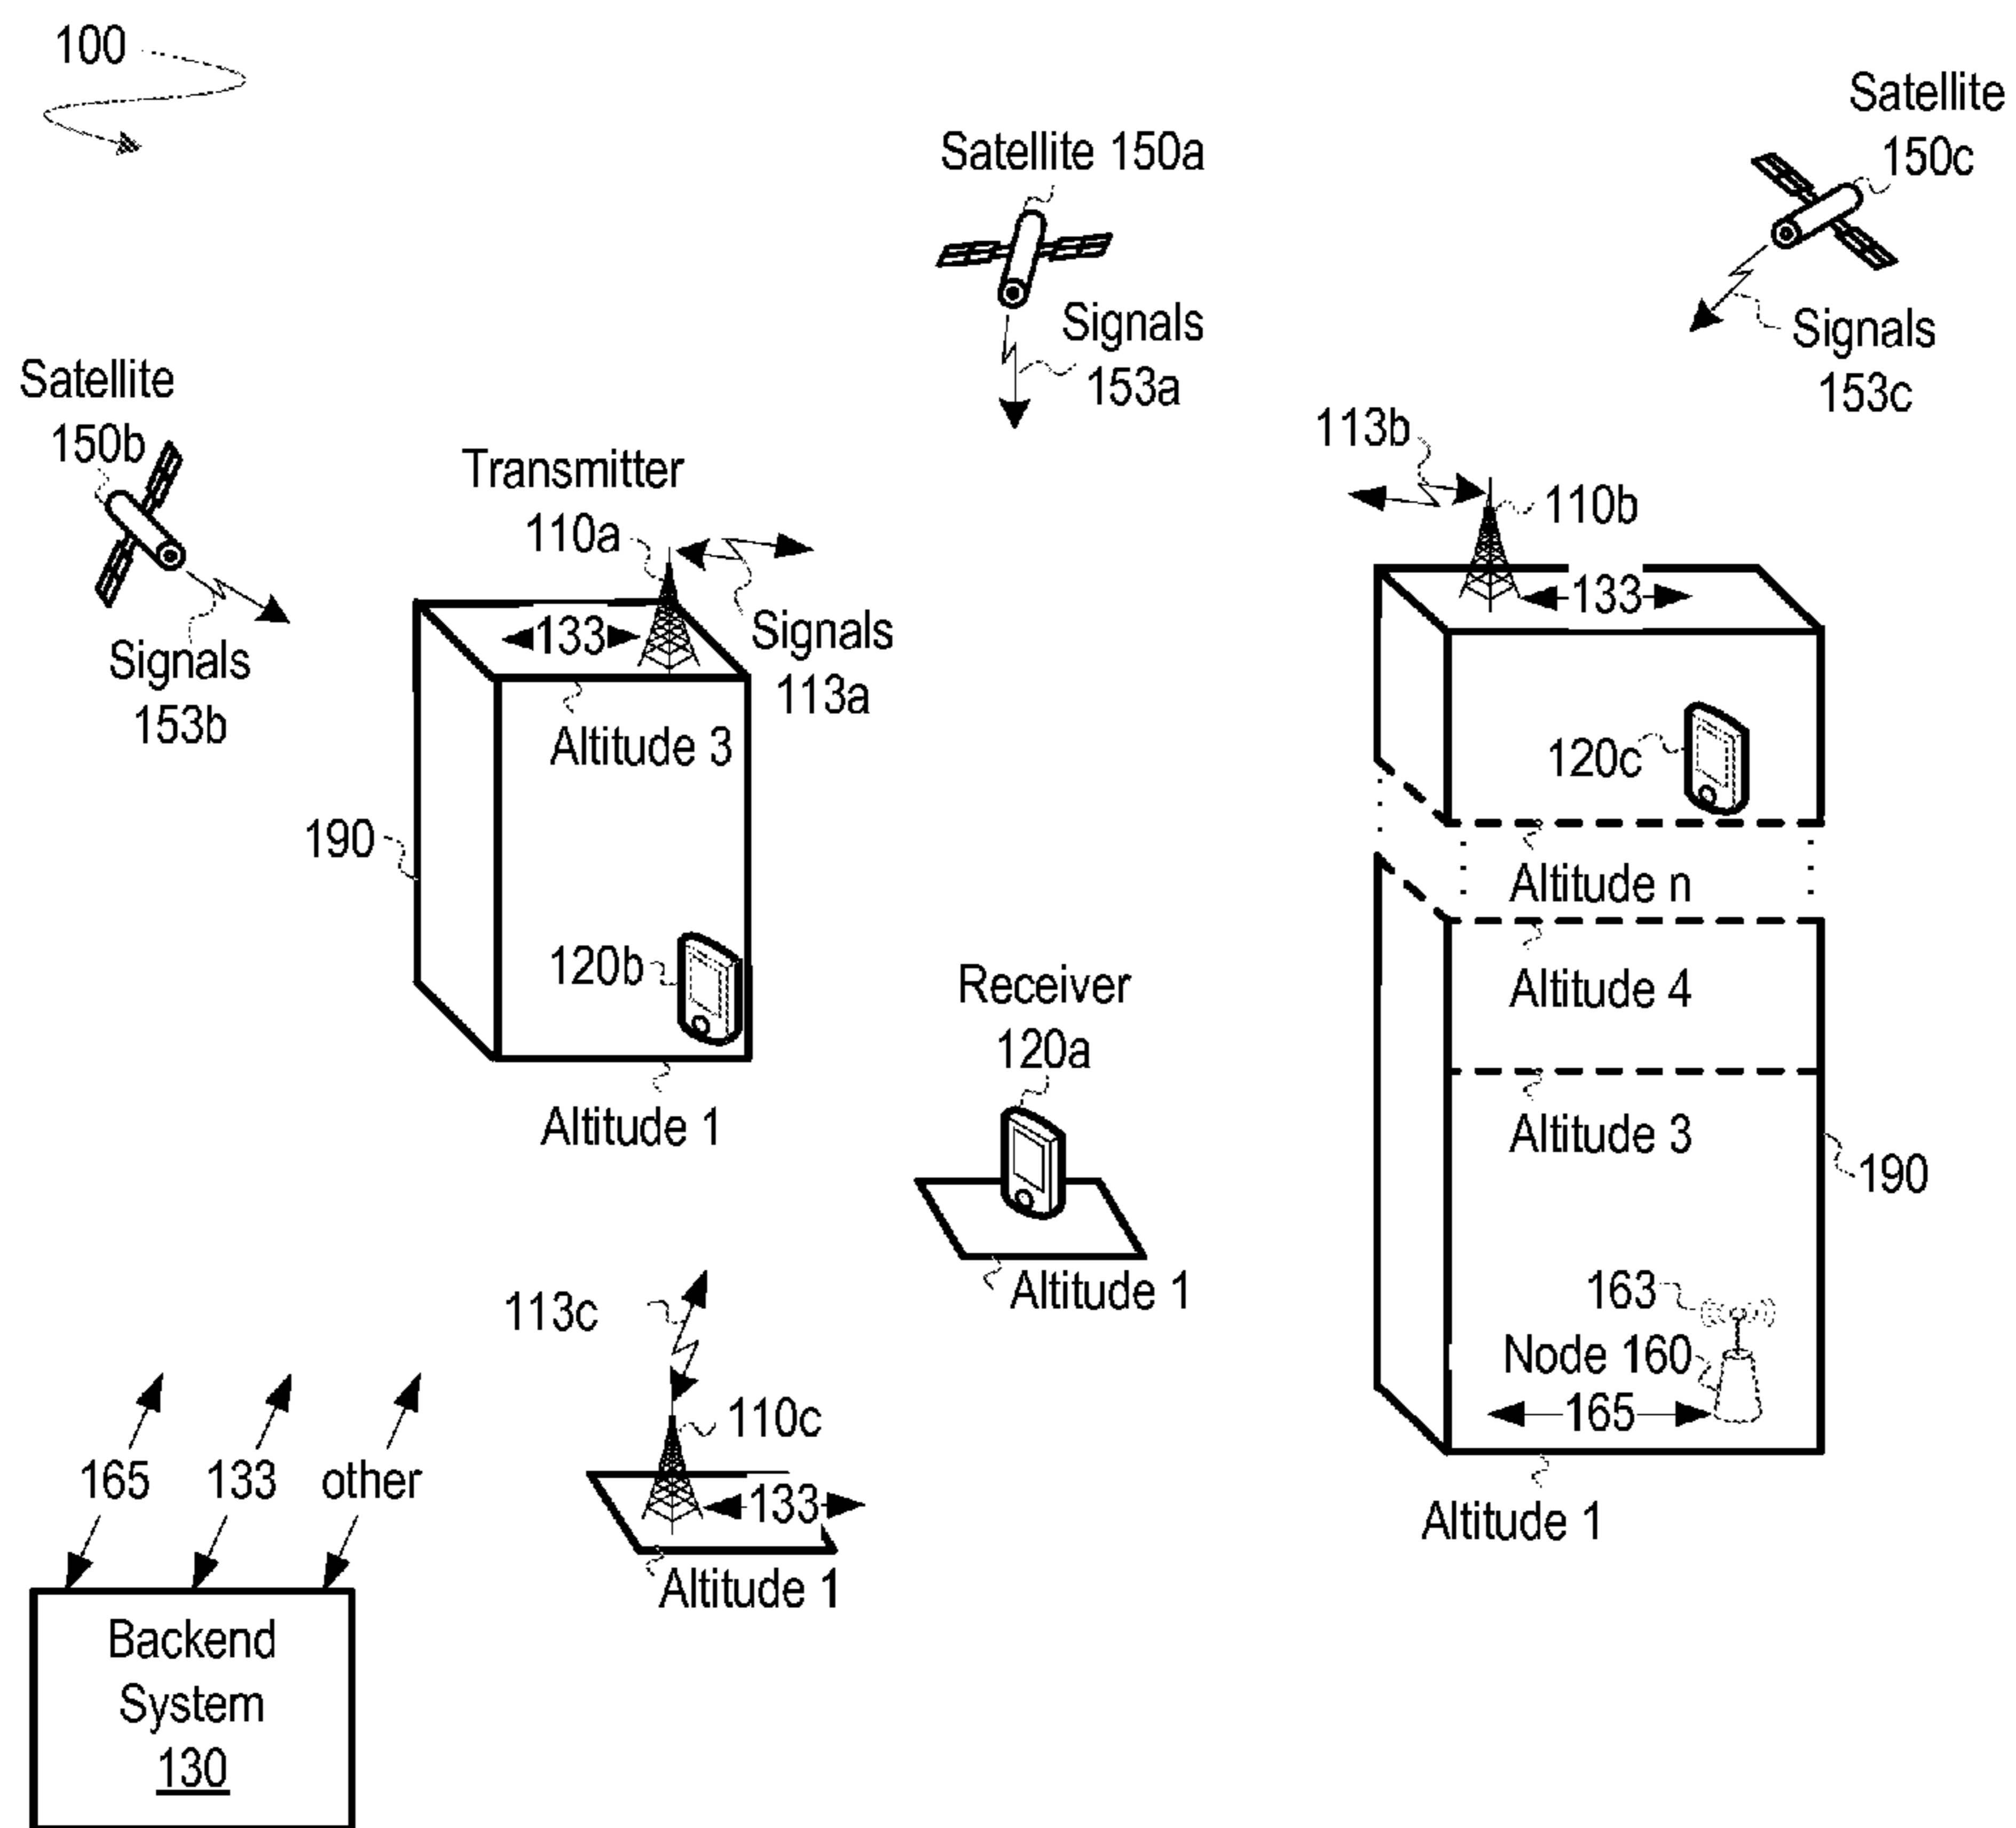 100
Satellite
150c
Satellite 150a
Signals
153a
Signals
153c
Satellite
150b
113b
Transmitter
110a
110b
133
133
Signals
113a
Signals
153b
Altitude 3
120c
190
Altitude n
120b
Receiver
120a
Altitude 4
Altitude 1
Altitude 3
190
Altitude 1
113c
163
Node 160
165
110c
165
133
other
133
Altitude 1
Altitude 1
Backend
System
130